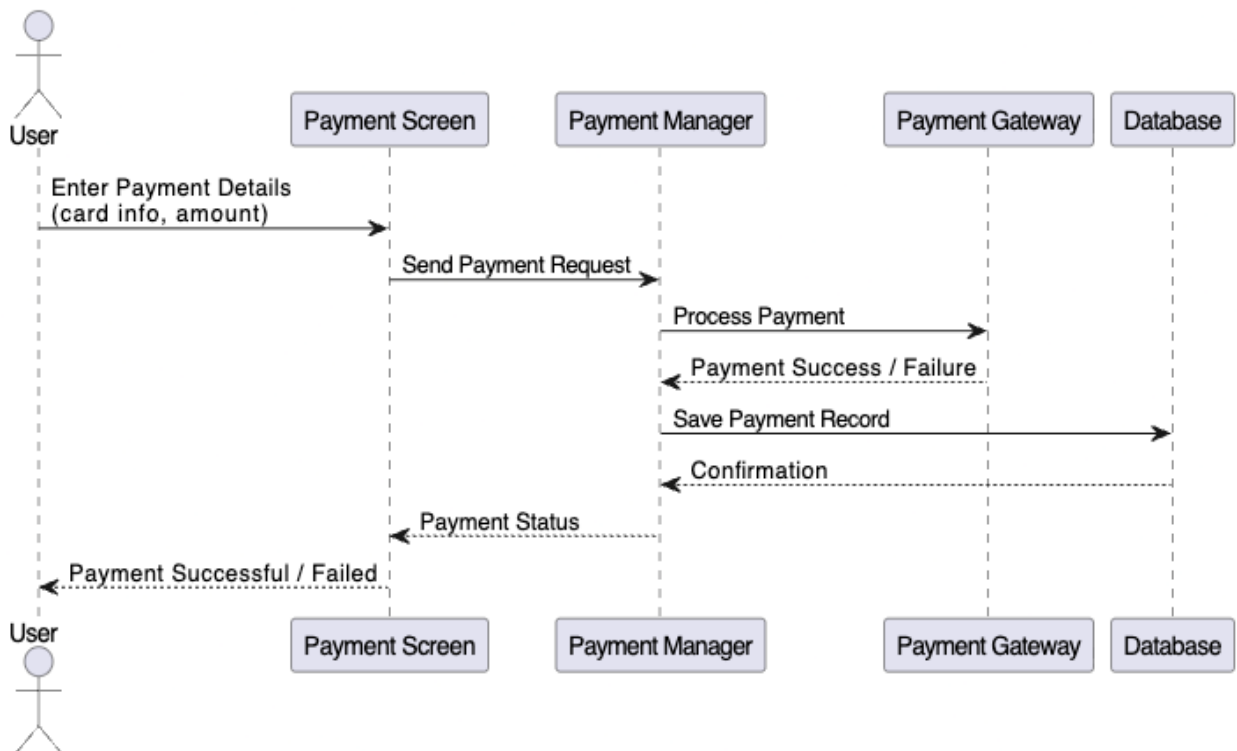 User
Payment Screen
Payment Manager
Payment Gateway
Database
Enter Payment Details
(card info, amount)
Send Payment Request
Process Payment
Payment Success / Failure
Save Payment Record
Confirmation
Payment Status
Payment Successful / Failed
User
Payment Screen
Payment Manager
Payment Gateway
Database